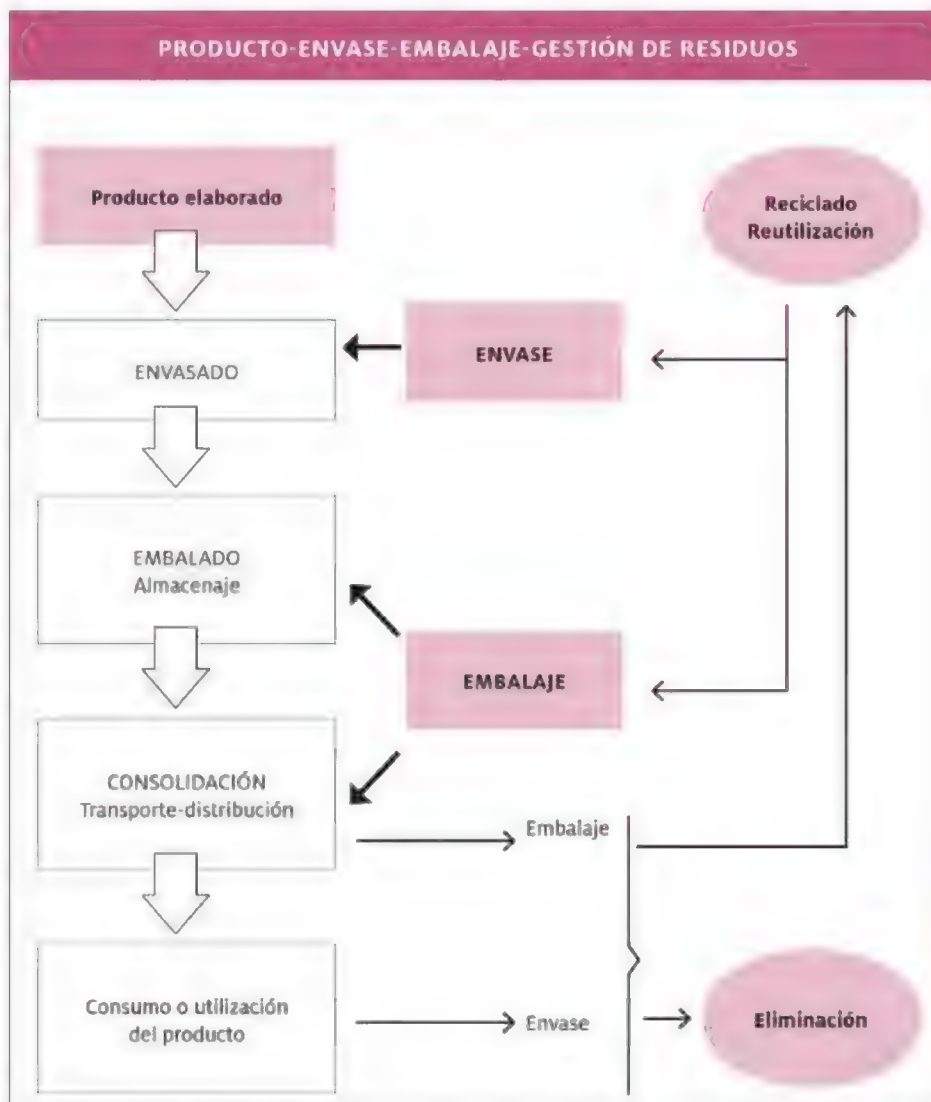 PRODUCTO-ENVASE-EMBALAJE-GESTIÓN DE RESIDUOS
Producto elaborado
Reciclado
Reutilización
ENVASE
ENVASADO
EMBALADO
Almacenaje
EMBALAJE
CONSOLIDACIÓN
Transporte-distribución
Embalaje
Consumo o utilización
del producto
Envase
Eliminación